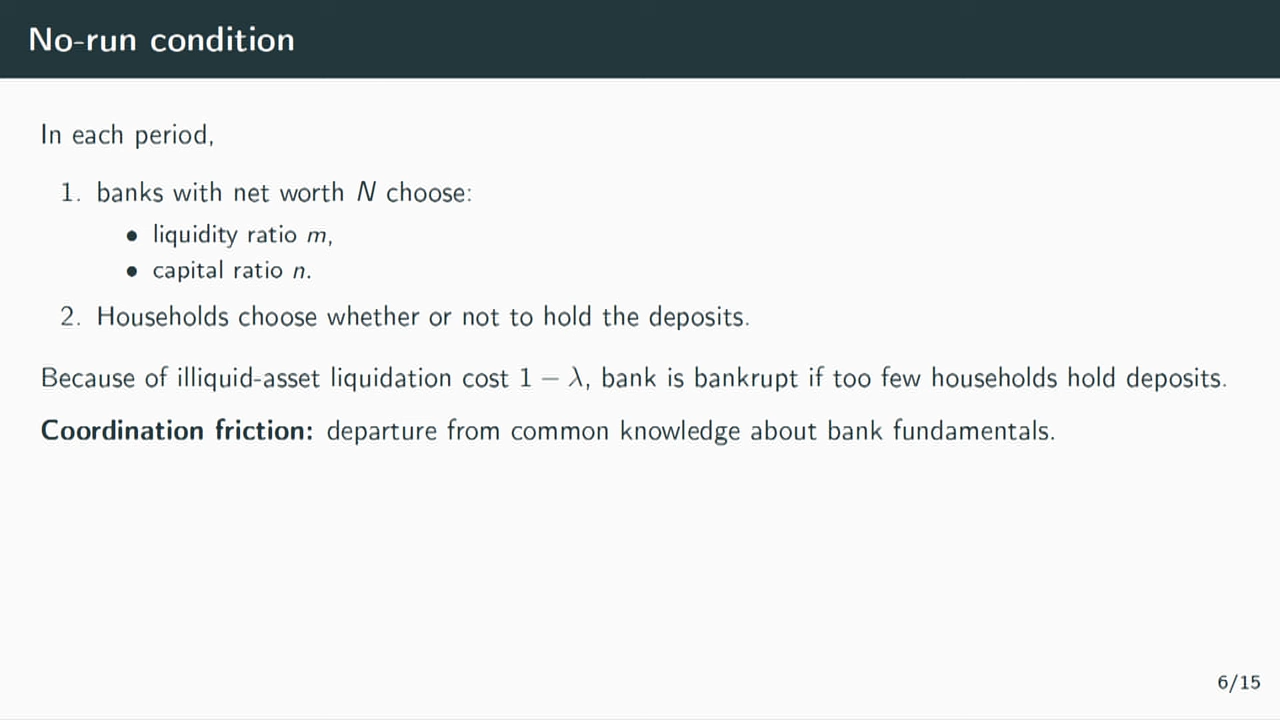 No-run condition
In each period,
1. banks with net worth N choose:
• liquidity ratio m,
• capital ratio n.
2. Households choose whether or not to hold the deposits.
Because of illiquid-asset liquidation cost 1 − λ, bank is bankrupt if too few households hold deposits.
Coordination friction: departure from common knowledge about bank fundamentals.
6/15